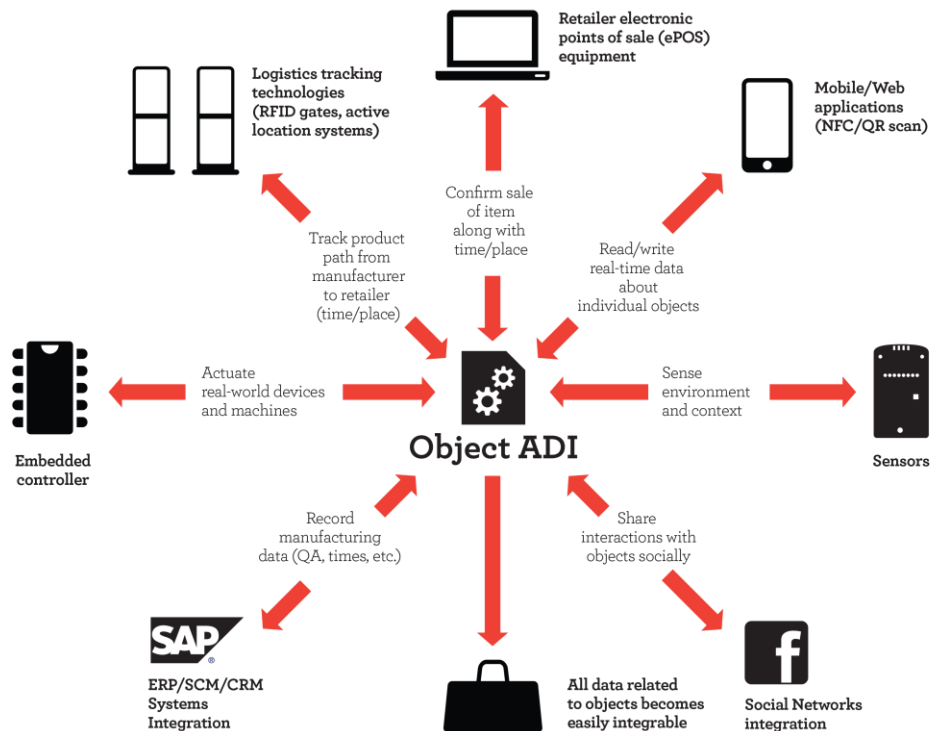 Retailer electronic
points of sale (ePOS)
equipment
Logistics tracking
technologies
(RFID gates, active
location systems)
Mobile/Web
applications
(NFC/QR scan)
Confirm sale
of item
along with
time/place
Track product
path from
manufacturer
to retailer
(time/place)
Read/write
real-time data
about
individual objects
Actuate
real-world devices
and machines
Sense
environment
and context
Object ADI
Embedded
controller
Sensors
Record
manufacturing
data (QA, times, etc.)
Share
interactions with
objects socially
SAP®
f
ERP/SCM/CRM
Systems
Integration
All data related
to objects becomes
easily integrable
Social Networks
integration